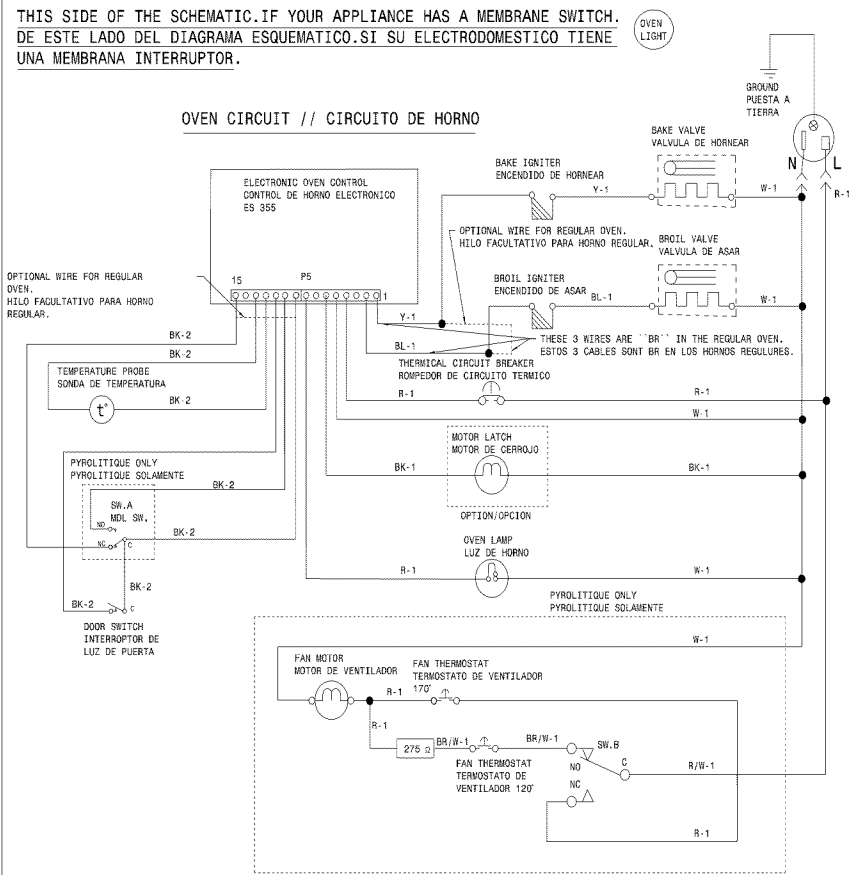 THIS SIDE OF THE SCHEMATIC.IF YOUR APPLIANCE HAS A MEMBRANE SWITCH.
DE ESTE LADO DEL DIAGRAMA ESQUEMATICO.SI SU ELECTRODOMESTICO TIENE
UNA MEMBRANA INTERRUPTOR.
OVEN
LIGHT
GROUND
PUESTA A
TIERRA
OVEN CIRCUIT // CIRCUITO DE HORNO
N
L
R-1
BAKE VALVE
VALVULA DE HORNEAR
BAKE IGNITER
ENCENDIDO DE HORNEAR
Y-1
W-1
ELECTRONIC OVEN CONTROL
CONTROL DE HORNO ELECTRONICO
ES 355
OPTIONAL WIRE FOR REGULAR OVEN.
HILO FACULTATIVO PARA HORNO REGULAR.
BROIL VALVE
VALVULA DE ASAR
BROIL IGNITER
ENCENDIDO DE ASAR
BL-1
W-1
OPTIONAL WIRE FOR REGULAR
OVEN.
HILO FACULTATIVO PARA HORNO
REGULAR.
15
P5
1
Y-1
BL-1
THESE 3 WIRES ARE ``BR`` IN THE REGULAR OVEN.
ESTOS 3 CABLES SONT BR EN LOS HORNOS REGULURES.
BK-2
BK-2
TEMPERATURE PROBE
SONDA DE TEMPERATURA
t°
BK-2
THERMICAL CIRCUIT BREAKER
ROMPEDOR DE CIRCUITO TERMICO
R-1
R-1
W-1
MOTOR LATCH
MOTOR DE CERROJO
BK-1
BK-1
OPTION/OPCION
PYROLITIQUE ONLY
PYROLITIQUE SOLAMENTE
BK-2
SW.A
MDL SW.
NO
NC
C
BK-2
BK-2
BK-2
C
DOOR SWITCH
INTERROPTOR DE
LUZ DE PUERTA
OVEN LAMP
LUZ DE HORNO
R-1
W-1
PYROLITIQUE ONLY
PYROLITIQUE SOLAMENTE
W-1
FAN MOTOR
MOTOR DE VENTILADOR
R-1
FAN THERMOSTAT
TERMOSTATO DE VENTILADOR
170°
R-1
275 Ω
BR/W-1
FAN THERMOSTAT
TERMOSTATO DE
VENTILADOR 120°
BR/W-1
SW.B
NO
C
NC
R/W-1
R-1